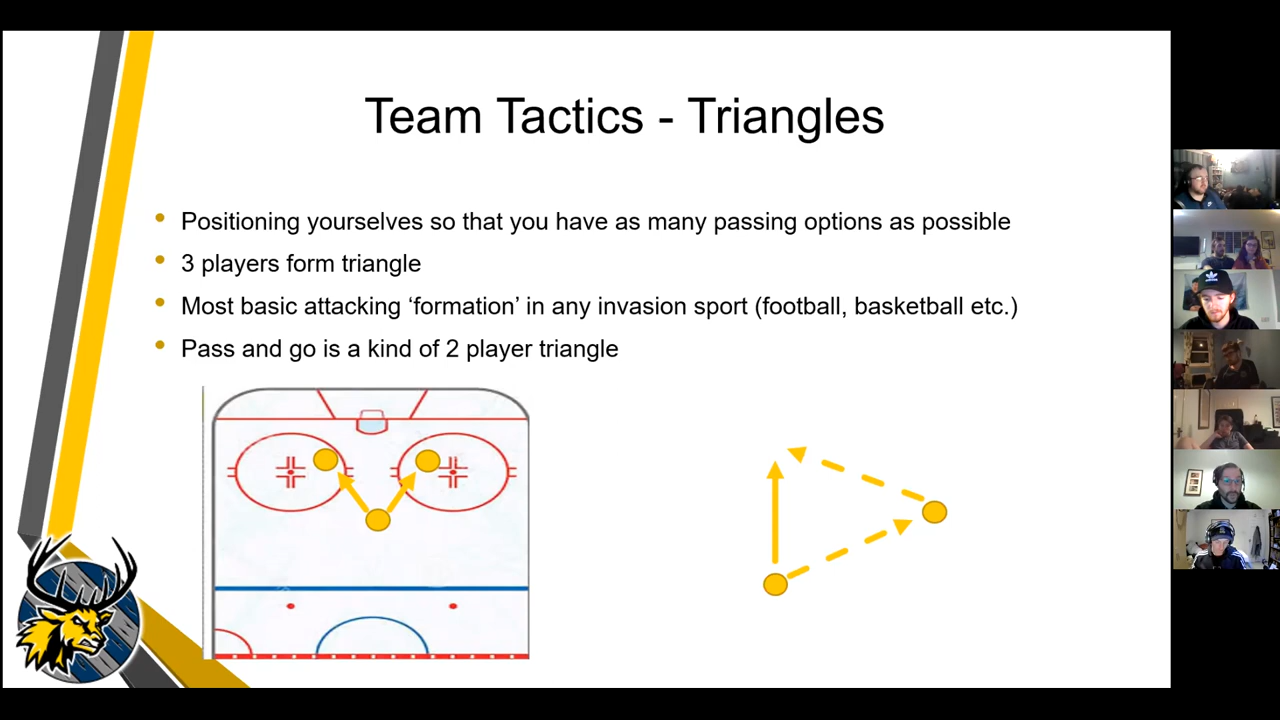 Team Tactics - Triangles
Positioning yourselves so that you have as many passing options as possible
3 players form triangle
Most basic attacking ‘formation’ in any invasion sport (football, basketball etc.)
Pass and go is a kind of 2 player triangle